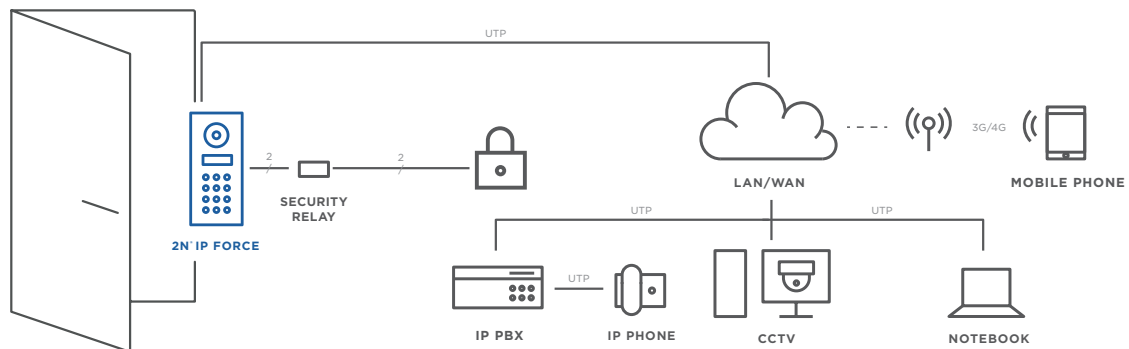 UTP
2
2
3G/4G
SECURITY
RELAY
LAN/WAN
MOBILE PHONE
UTP
UTP
2N® IP FORCE
UTP
IP PBX
IP PHONE
CCTV
NOTEBOOK